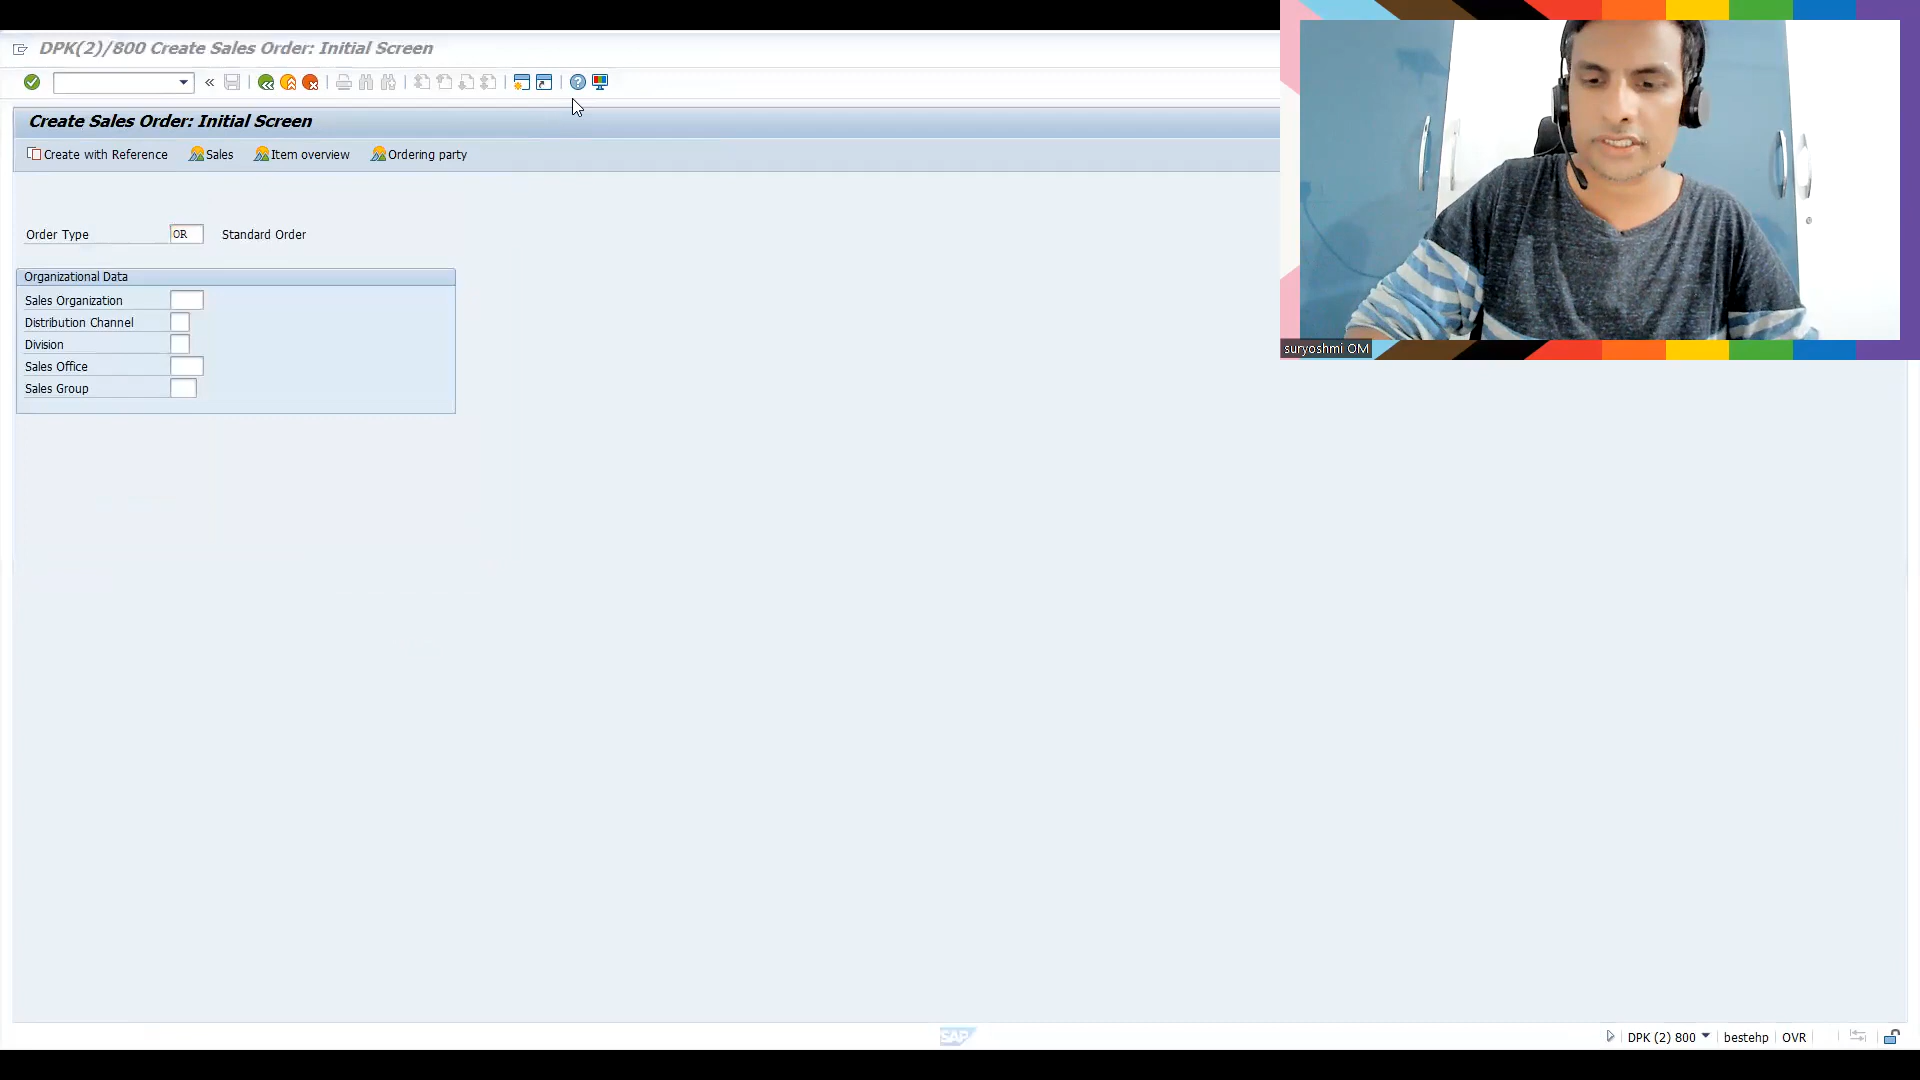 DPK(2)/800 Create Sales Order: Initial Screen
Create Sales Order: Initial Screen
Create with Reference Sales Item overview Ordering party
Order Type OR Standard Order
Organizational Data
Sales Organization
Distribution Channel
Division
Sales Office
Sales Group
suryoshmi OM
SAP
DPK (2) 800 bestehp OVR